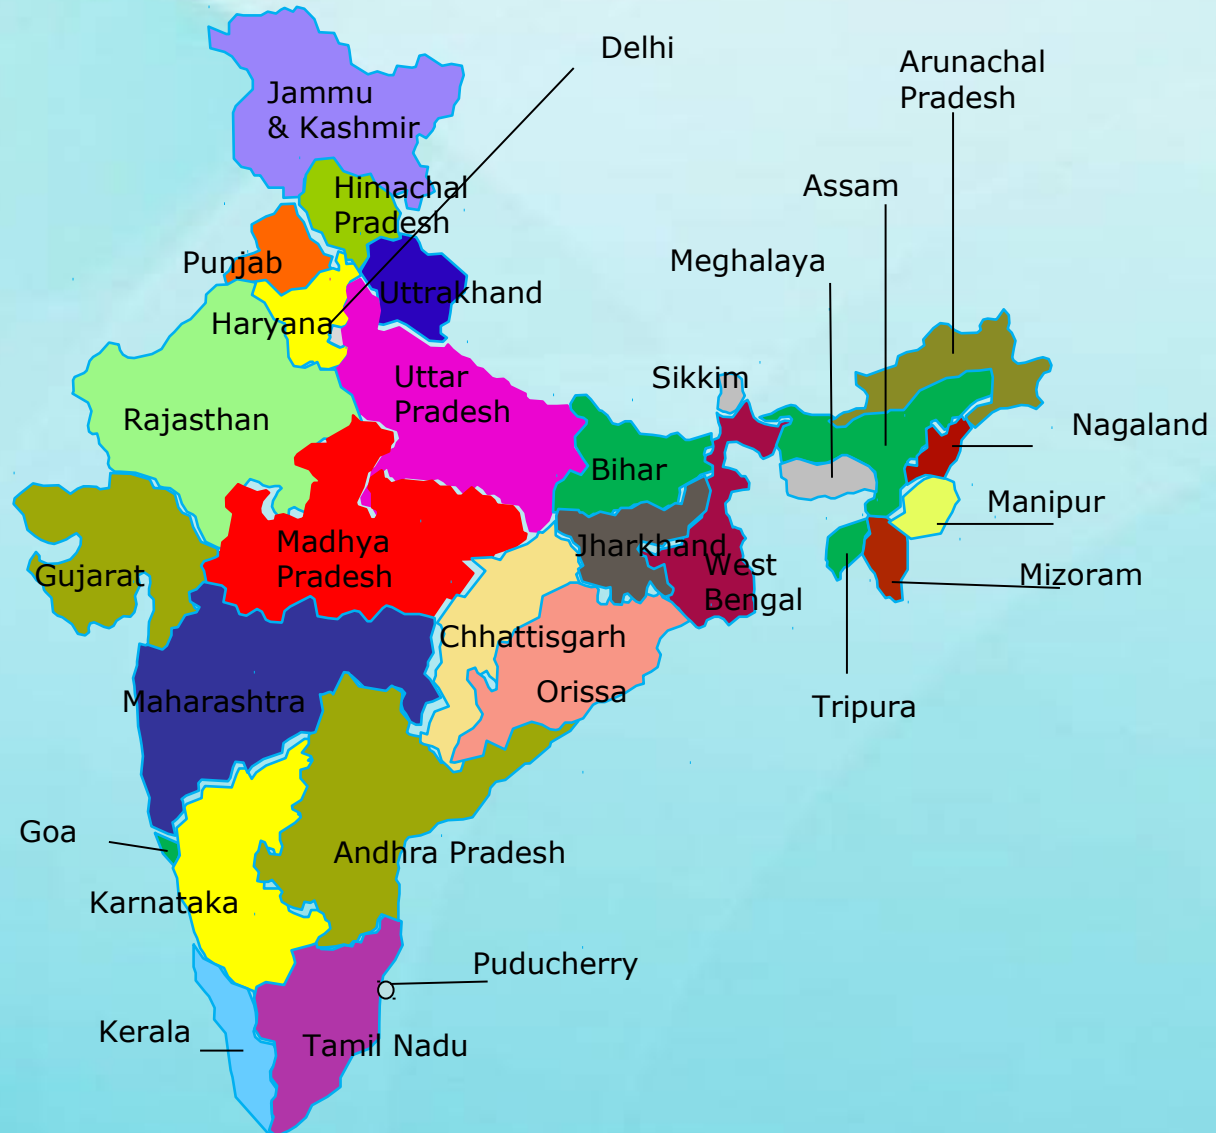 Delhi
Arunachal
Pradesh
Jammu
& Kashmir
Himachal
Pradesh
Assam
Meghalaya
Punjab
Uttrakhand
Haryana
Sikkim
Uttar
Pradesh
Rajasthan
Nagaland
Bihar
Manipur
Madhya
Pradesh
Jharkhand
Gujarat
West
Bengal
Mizoram
Chhattisgarh
Orissa
Maharashtra
Tripura
Goa
Andhra Pradesh
Karnataka
Puducherry
Kerala
Tamil Nadu